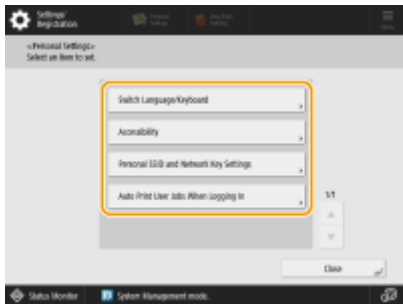 Settings/
Registration
<Personal Settings>
Select an item to set.
Switch Language/Keyboard
Accessibility
Personal SSID and Network Key Settings
Auto Print User Jobs When Logging In
1/1
Close
Status Monitor
System Management mode.